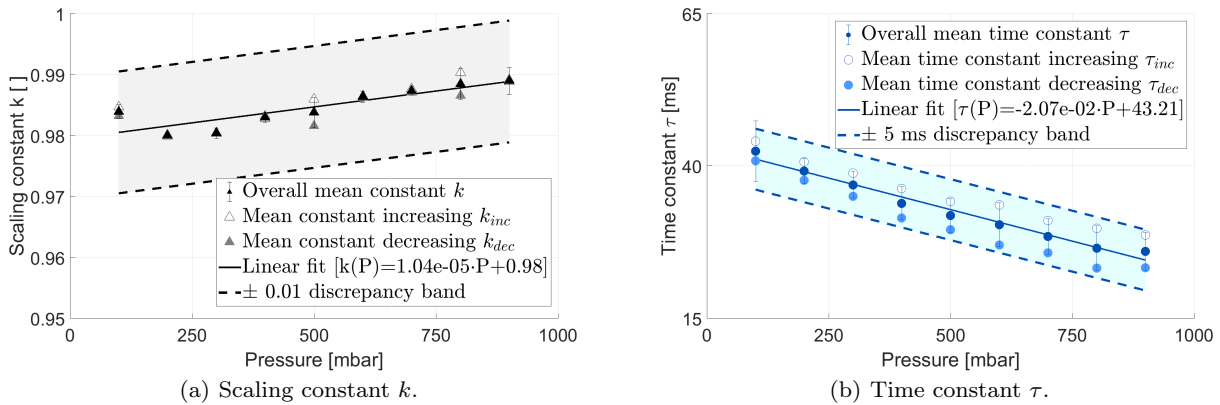 1
0.99
0.98
0.97
0.96
0.95
Scaling constant k [ ]
Overall mean constant k
Mean constant increasing k_inc
Mean constant decreasing k_dec
Linear fit [k(P)=1.04e-05·P+0.98]
± 0.01 discrepancy band
0 250 500 750 1000
Pressure [mbar]
(a) Scaling constant k.
65
40
15
Time constant τ [ms]
Overall mean time constant τ
Mean time constant increasing τ_inc
Mean time constant decreasing τ_dec
Linear fit [τ(P)=-2.07e-02·P+43.21]
± 5 ms discrepancy band
0 250 500 750 1000
Pressure [mbar]
(b) Time constant τ.